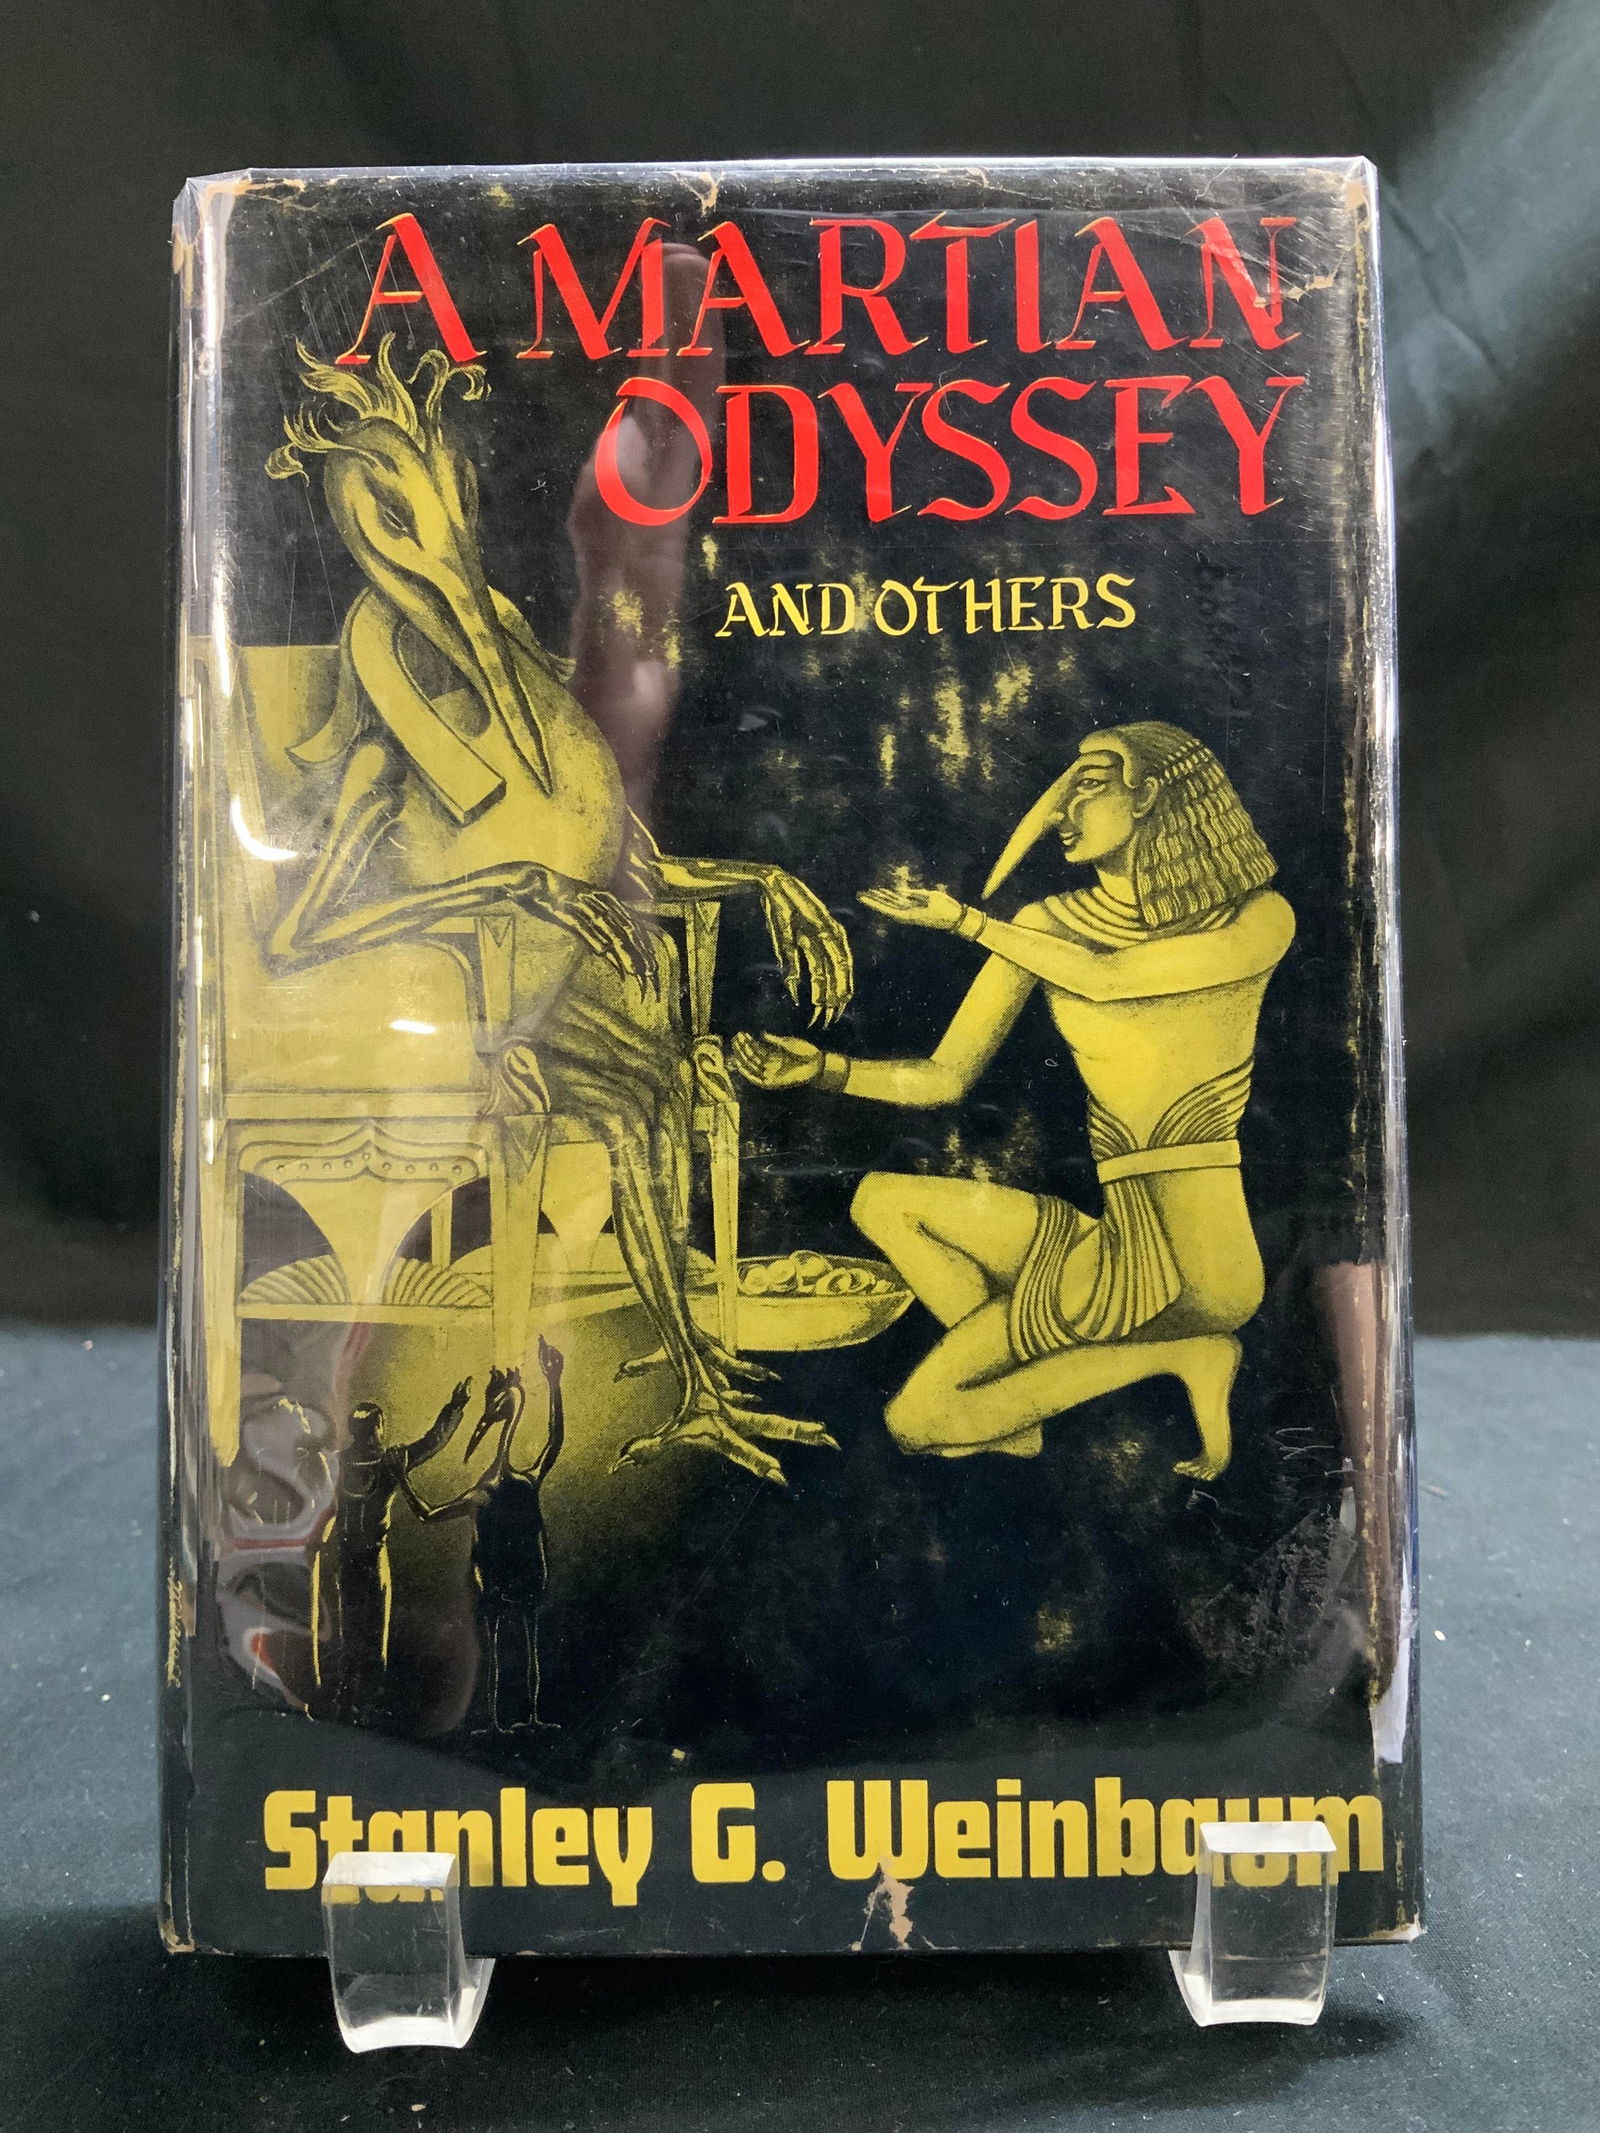 A MARTIAN
ODYSSEY
AND OTHERS
Stanley G. Weinbaum